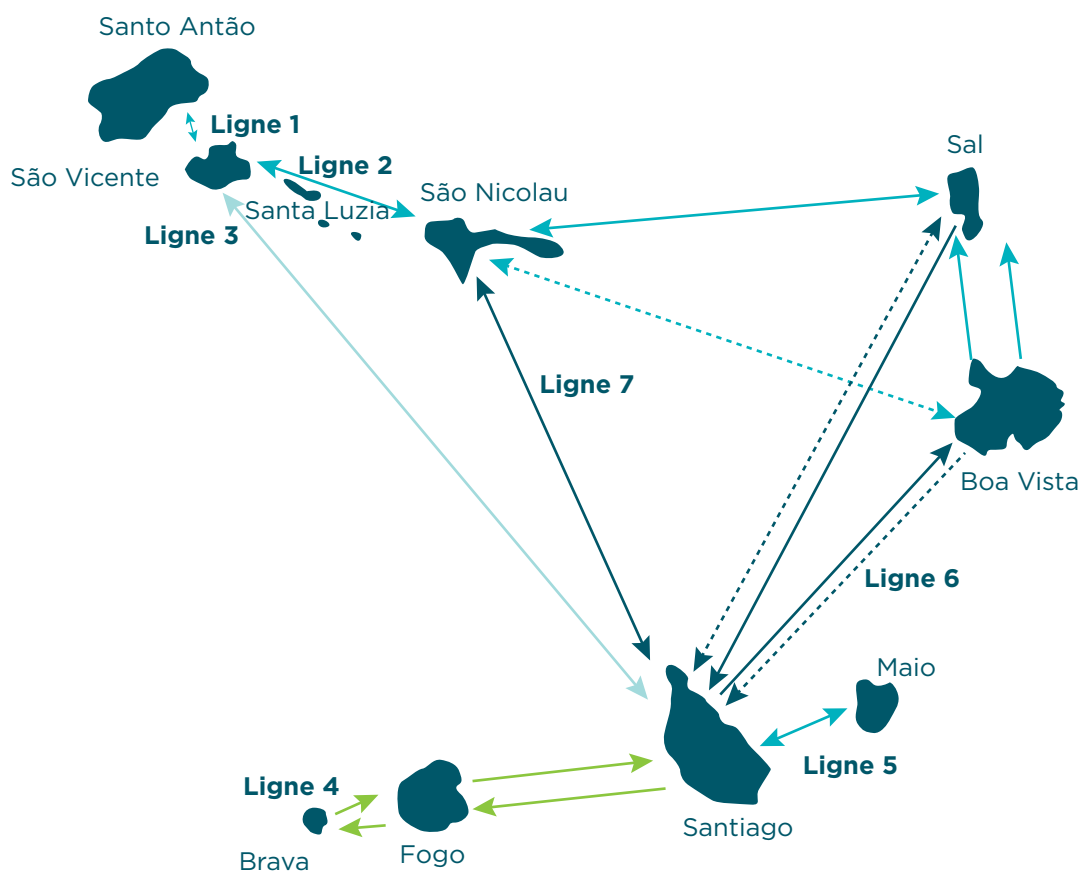 Santo Antão
Ligne 1
Sal
Ligne 2
São Vicente
São Nicolau
Santa Luzia
Ligne 3
Ligne 7
Boa Vista
Ligne 6
Maio
Ligne 5
Ligne 4
Santiago
Fogo
Brava